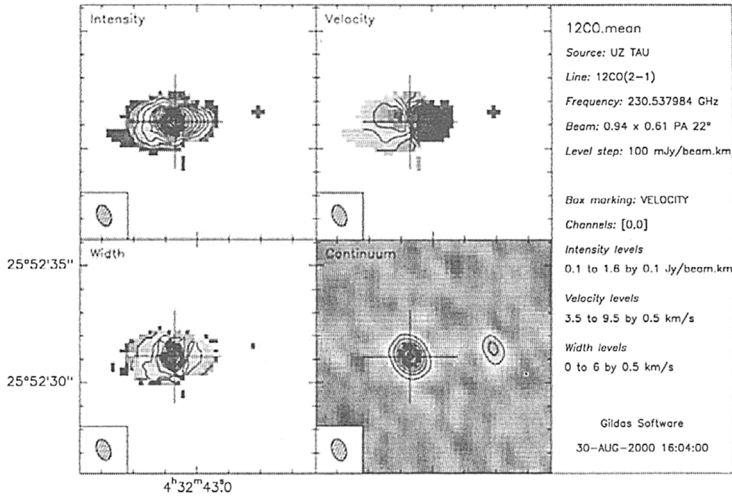 Intensity
Velocity
Width
Continuum
25°52'35"
25°52'30"
4ʰ32ᵐ43ˢ0
12CO.mean
Source: UZ TAU
Line: 12CO(2-1)
Frequency: 230.537984 GHz
Beam: 0.94 x 0.61 PA 22°
Level step: 100 mJy/beam.km
Box marking: VELOCITY
Channels: [0,0]
Intensity levels
0.1 to 1.6 by 0.1 Jy/beam.km
Velocity levels
3.5 to 9.5 by 0.5 km/s
Width levels
0 to 6 by 0.5 km/s
Gildas Software
30-AUG-2000 16:04:00